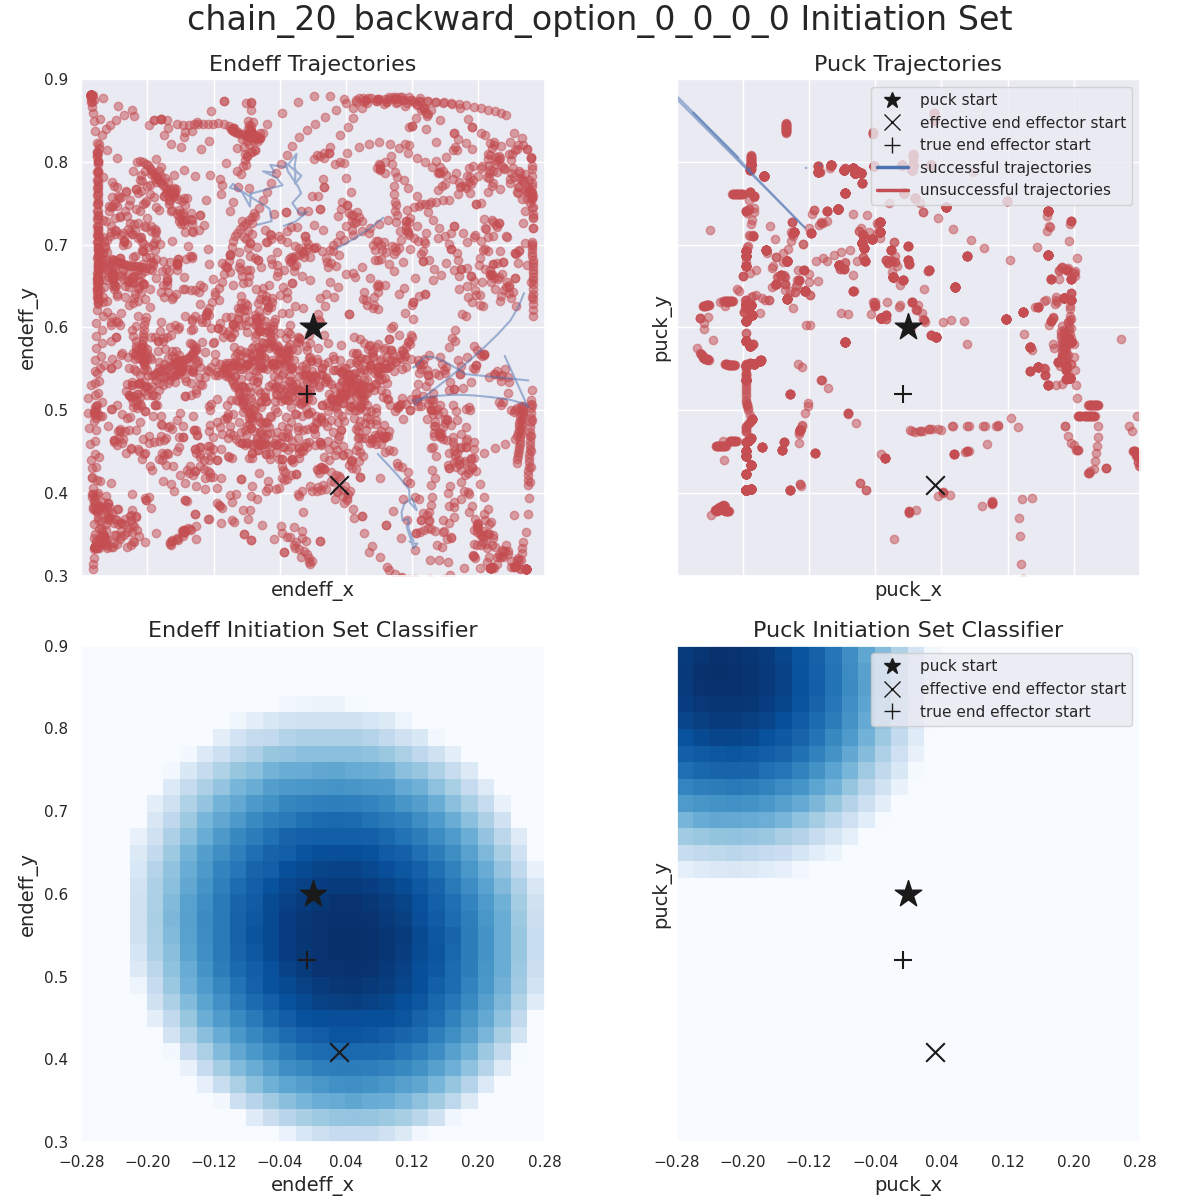 chain_20_backward_option_0_0_0_0 Initiation Set
Endeff Trajectories
0.9
0.8
0.7
0.6
0.5
0.4
0.3
endeff_y
endeff_x
Puck Trajectories
puck start
effective end effector start
true end effector start
successful trajectories
unsuccessful trajectories
puck_y
puck_x
Endeff Initiation Set Classifier
0.9
0.8
0.7
0.6
0.5
0.4
0.3
endeff_y
−0.28 −0.20 −0.12 −0.04 0.04 0.12 0.20 0.28
endeff_x
Puck Initiation Set Classifier
puck start
effective end effector start
true end effector start
puck_y
−0.28 −0.20 −0.12 −0.04 0.04 0.12 0.20 0.28
puck_x